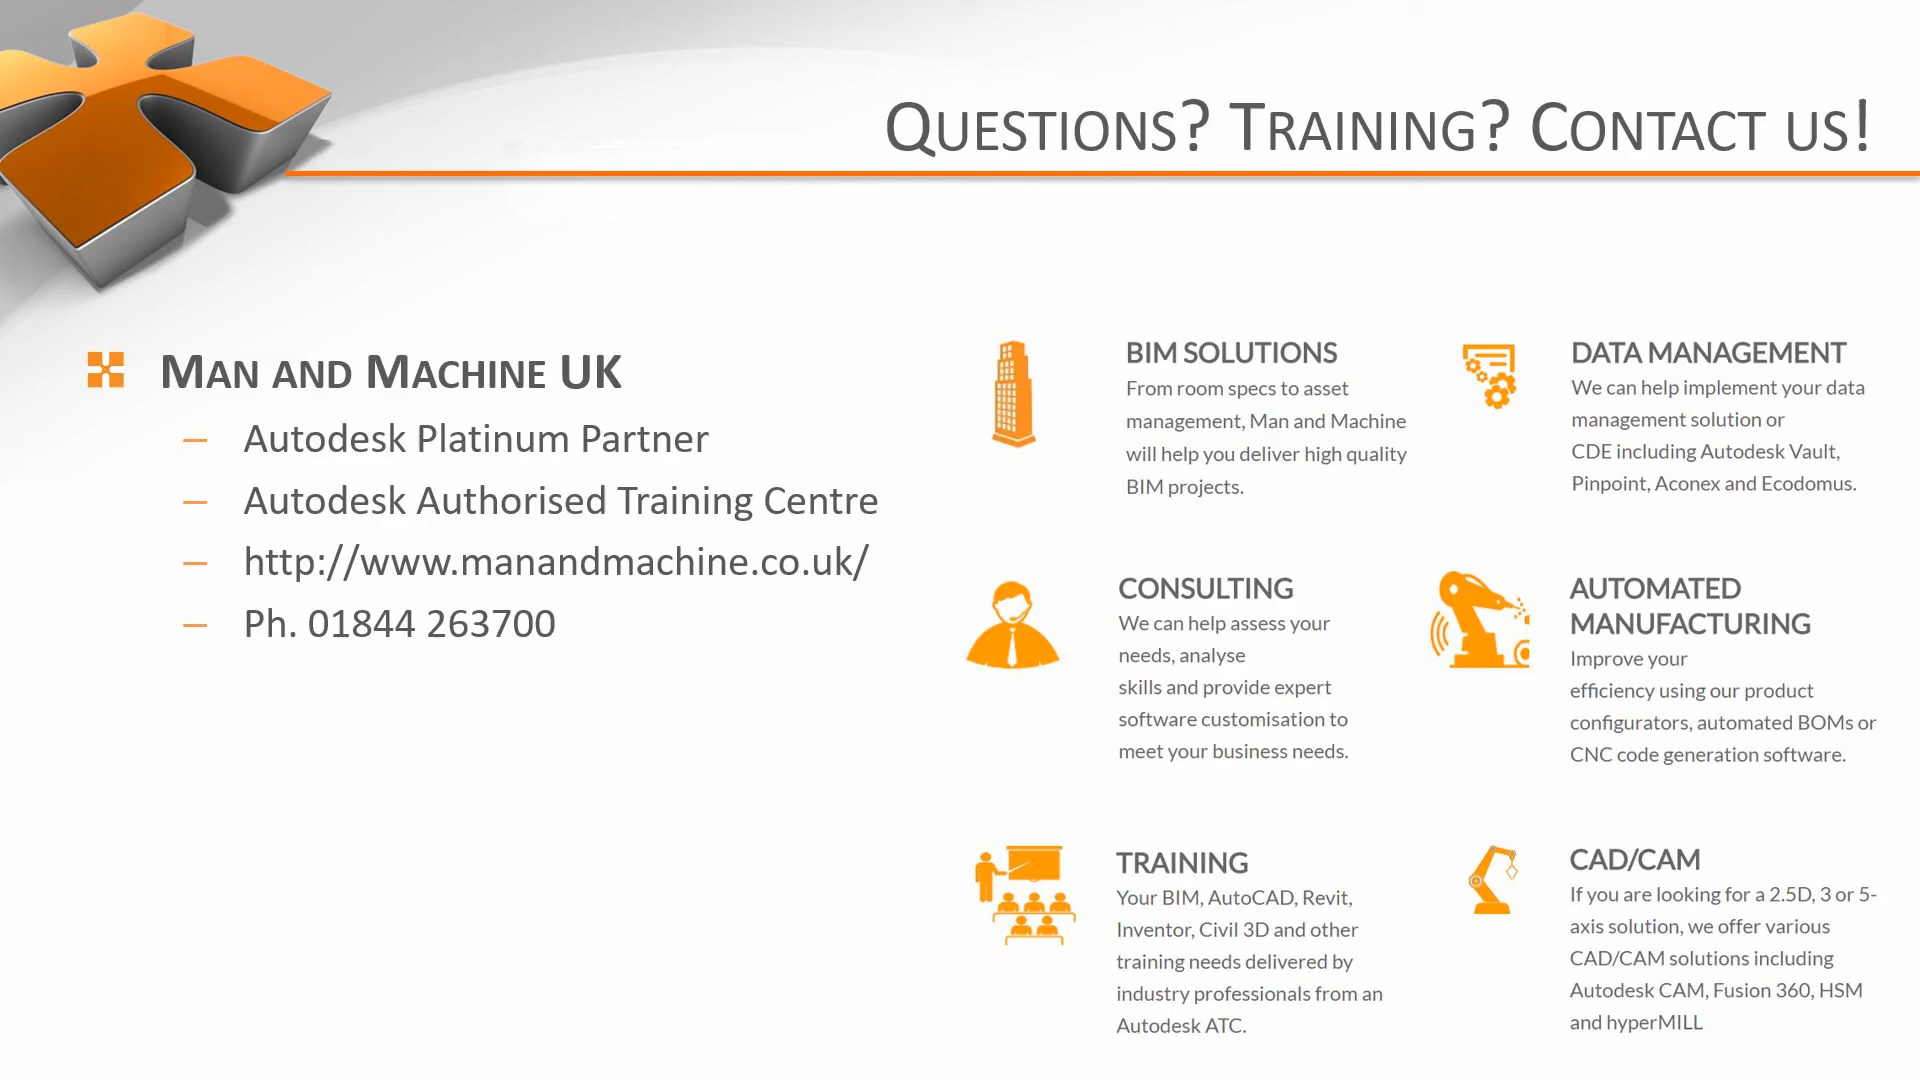 QUESTIONS? TRAINING? CONTACT US!
MAN AND MACHINE UK
– Autodesk Platinum Partner
– Autodesk Authorised Training Centre
– http://www.manandmachine.co.uk/
– Ph. 01844 263700
BIM SOLUTIONS
From room specs to asset
management, Man and Machine
will help you deliver high quality
BIM projects.
DATA MANAGEMENT
We can help implement your data
management solution or
CDE including Autodesk Vault,
Pinpoint, Aconex and Ecodomus.
CONSULTING
We can help assess your
needs, analyse
skills and provide expert
software customisation to
meet your business needs.
AUTOMATED
MANUFACTURING
Improve your
efficiency using our product
configurators, automated BOMs or
CNC code generation software.
TRAINING
Your BIM, AutoCAD, Revit,
Inventor, Civil 3D and other
training needs delivered by
industry professionals from an
Autodesk ATC.
CAD/CAM
If you are looking for a 2.5D, 3 or 5-
axis solution, we offer various
CAD/CAM solutions including
Autodesk CAM, Fusion 360, HSM
and hyperMILL